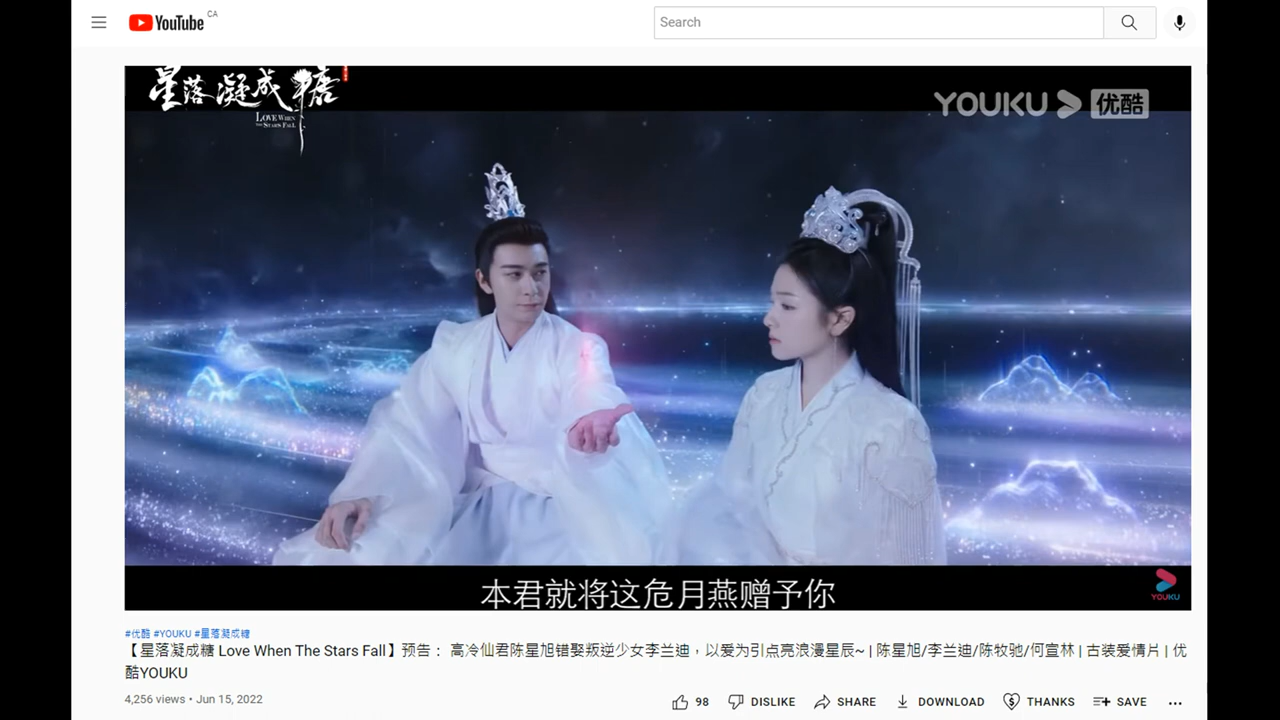 YouTube CA
Search
星落凝成糖
LOVE WHEN
THE STARS FALL
YOUKU 优酷
本君就将这危月燕赠予你
YOUKU
#优酷 #YOUKU #星落凝成糖
【星落凝成糖 Love When The Stars Fall】预告： 高冷仙君陈星旭错娶叛逆少女李兰迪，以爱为引点亮浪漫星辰~ | 陈星旭/李兰迪/陈牧驰/何宣林 | 古装爱情片 | 优
酷YOUKU
4,256 views • Jun 15, 2022
98 DISLIKE SHARE DOWNLOAD THANKS SAVE